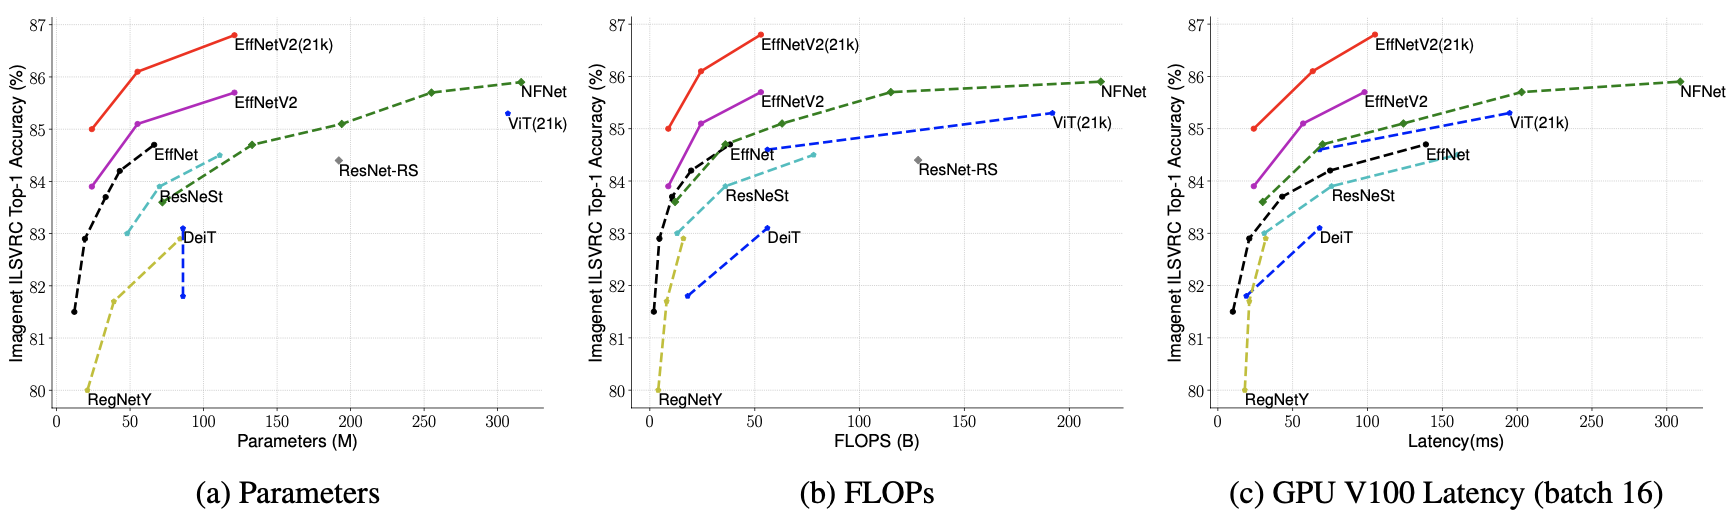 87
86
85
84
83
82
81
80
Imagenet ILSVRC Top-1 Accuracy (%)
EffNetV2(21k)
EffNetV2
NFNet
ViT(21k)
EffNet
ResNet-RS
ResNeSt
DeiT
RegNetY
0 50 100 150 200 250 300
Parameters (M)
(a) Parameters
87
86
85
84
83
82
81
80
Imagenet ILSVRC Top-1 Accuracy (%)
EffNetV2(21k)
NFNet
EffNetV2
ViT(21k)
EffNet
ResNet-RS
ResNeSt
DeiT
RegNetY
0 50 100 150 200
FLOPS (B)
(b) FLOPs
87
86
85
84
83
82
81
80
Imagenet ILSVRC Top-1 Accuracy (%)
EffNetV2(21k)
NFNet
EffNetV2
ViT(21k)
EffNet
ResNeSt
DeiT
RegNetY
0 50 100 150 200 250 300
Latency(ms)
(c) GPU V100 Latency (batch 16)